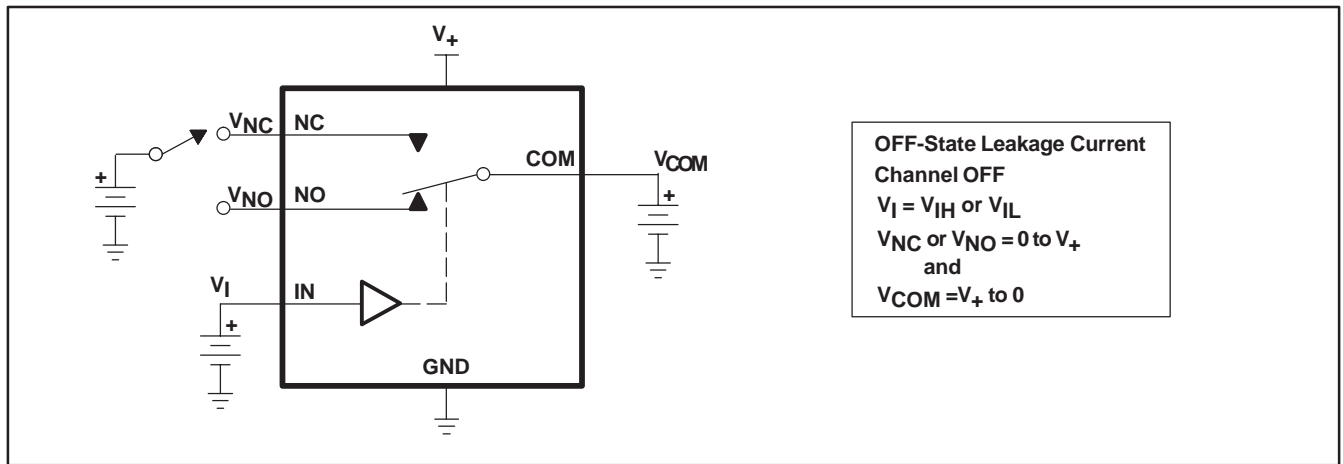 V+
VNC NC
COM VCOM
+
VNO NO
+
VI IN
+
GND
OFF-State Leakage Current
Channel OFF
VI = VIH or VIL
VNC or VNO = 0 to V+
and
VCOM =V+ to 0